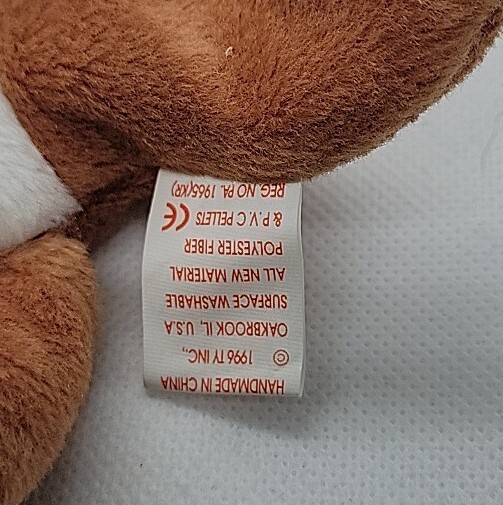 HANDMADE IN CHINA
© 1996 TY INC.,
OAKBROOK IL, U.S.A
SURFACE WASHABLE
ALL NEW MATERIAL
POLYESTER FIBER
& P.V.C PELLETS CE
REG. NO PA. 1965(KR)